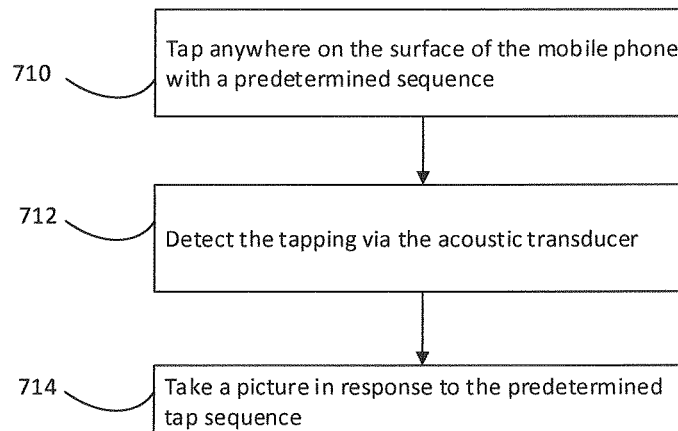 Tap anywhere on the surface of the mobile phone
710
with a predetermined sequence
712
Detect the tapping via the acoustic transducer
714
Take a picture in response to the predetermined
tap sequence